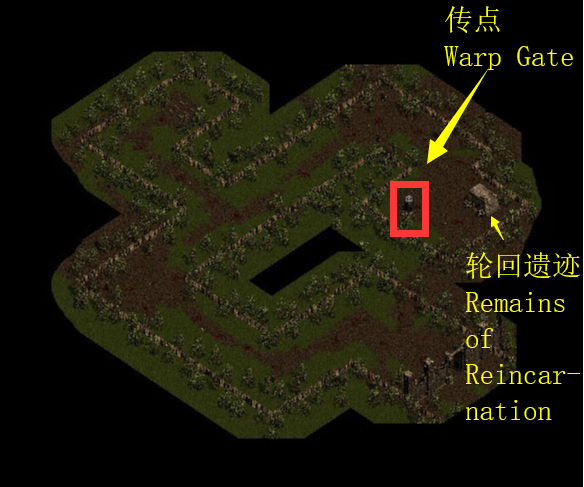 传点
Warp Gate
轮回遗迹
Remains
of
Reincar-
nation